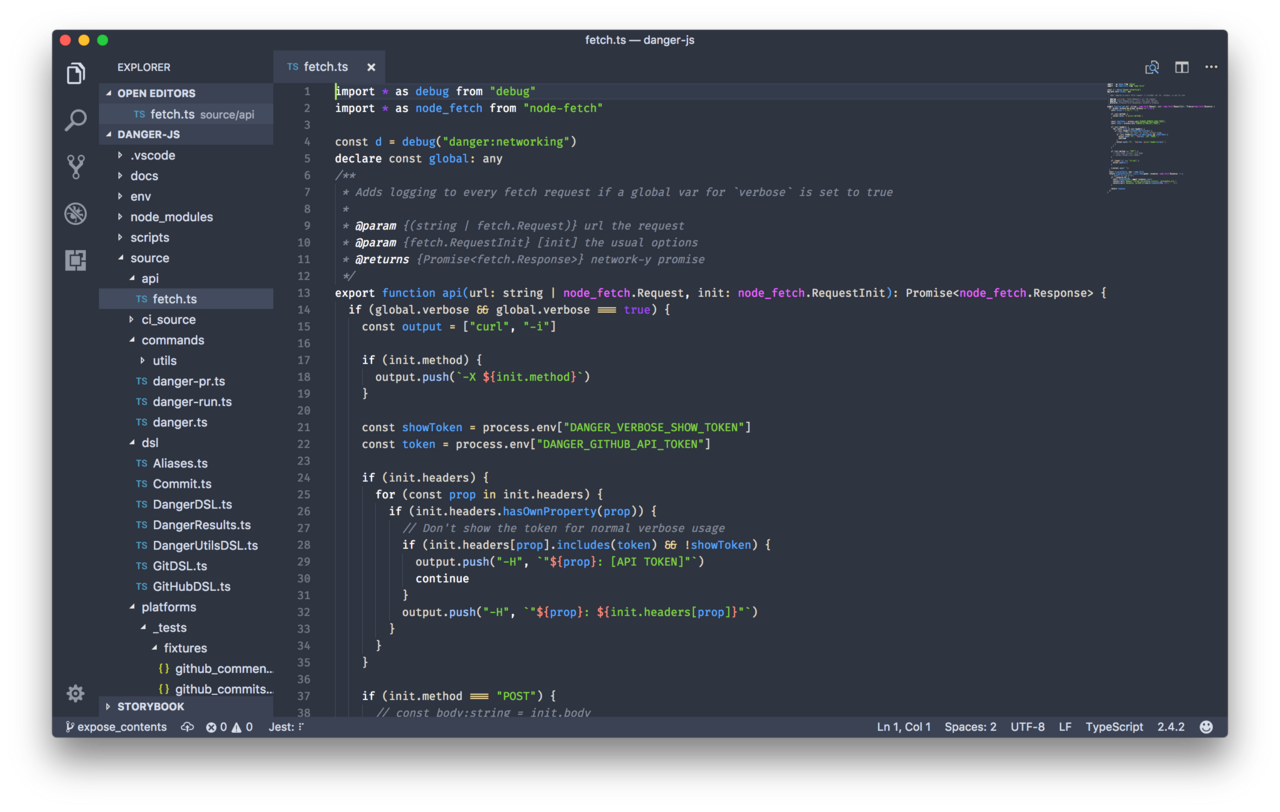 fetch.ts — danger-js
EXPLORER
OPEN EDITORS
TS fetch.ts source/api
DANGER-JS
.vscode
docs
env
node_modules
scripts
source
api
TS fetch.ts
ci_source
commands
utils
TS danger-pr.ts
TS danger-run.ts
TS danger.ts
dsl
TS Aliases.ts
TS Commit.ts
TS DangerDSL.ts
TS DangerResults.ts
TS DangerUtilsDSL.ts
TS GitDSL.ts
TS GitHubDSL.ts
platforms
_tests
fixtures
{} github_commen...
{} github_commits...
STORYBOOK
TS fetch.ts ×
1 import * as debug from "debug"
2 import * as node_fetch from "node-fetch"
3
4 const d = debug("danger:networking")
5 declare const global: any
6 /**
7 * Adds logging to every fetch request if a global var for `verbose` is set to true
8 *
9 * @param {(string | fetch.Request)} url the request
10 * @param {fetch.RequestInit} [init] the usual options
11 * @returns {Promise<fetch.Response>} network-y promise
12 */
13 export function api(url: string | node_fetch.Request, init: node_fetch.RequestInit): Promise<node_fetch.Response> {
14 if (global.verbose && global.verbose === true) {
15 const output = ["curl", "-i"]
16
17 if (init.method) {
18 output.push(`-X ${init.method}`)
19 }
20
21 const showToken = process.env["DANGER_VERBOSE_SHOW_TOKEN"]
22 const token = process.env["DANGER_GITHUB_API_TOKEN"]
23
24 if (init.headers) {
25 for (const prop in init.headers) {
26 if (init.headers.hasOwnProperty(prop)) {
27 // Don't show the token for normal verbose usage
28 if (init.headers[prop].includes(token) && !showToken) {
29 output.push("-H", `"${prop}: [API TOKEN]"`)
30 continue
31 }
32 output.push("-H", `"${prop}: ${init.headers[prop]}"`)
33 }
34 }
35 }
36
37 if (init.method === "POST") {
38 // const body:string = init.body
expose_contents 0 0 Jest:
Ln 1, Col 1 Spaces: 2 UTF-8 LF TypeScript 2.4.2